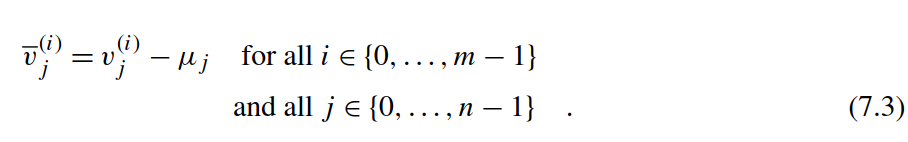 v̅_j^{(i)} = v_j^{(i)} − μ_j for all i ∈ {0, . . . , m − 1}
and all j ∈ {0, . . . , n − 1} . (7.3)